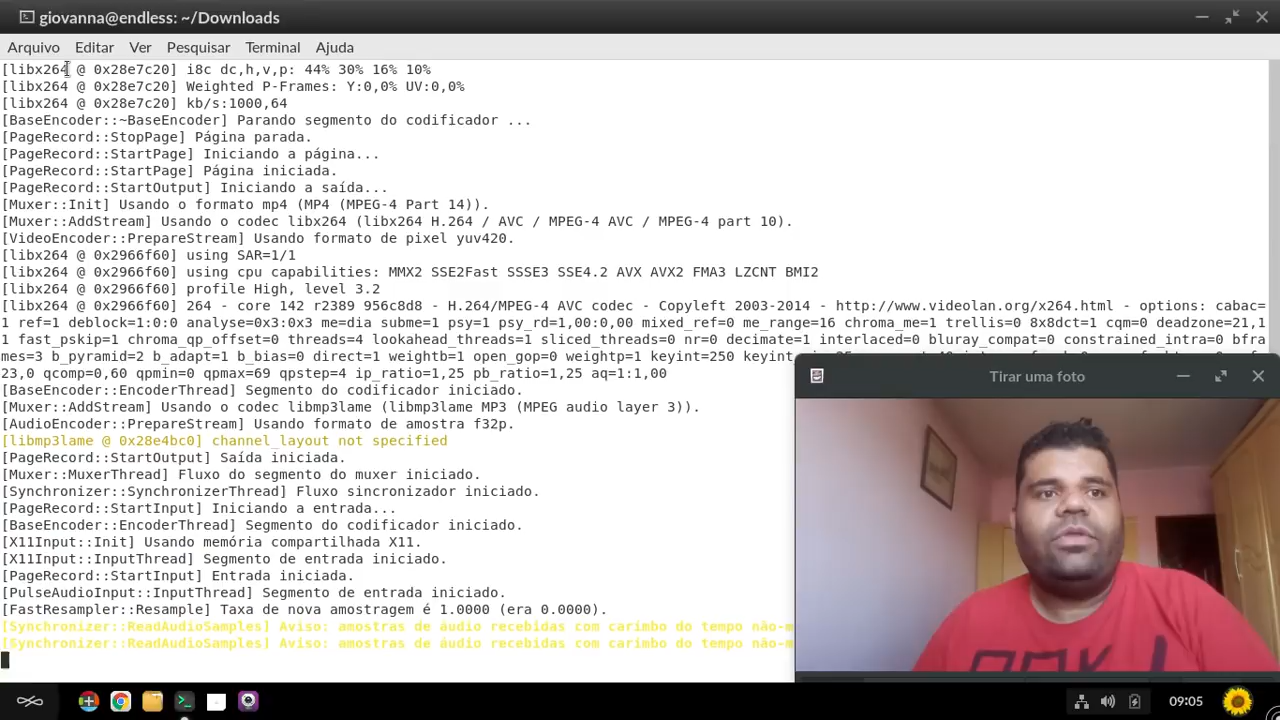 giovanna@endless: ~/Downloads
Arquivo Editar Ver Pesquisar Terminal Ajuda
[libx264 @ 0x28e7c20] i8c dc,h,v,p: 44% 30% 16% 10%
[libx264 @ 0x28e7c20] Weighted P-Frames: Y:0,0% UV:0,0%
[libx264 @ 0x28e7c20] kb/s:1000,64
[BaseEncoder::~BaseEncoder] Parando segmento do codificador ...
[PageRecord::StopPage] Página parada.
[PageRecord::StartPage] Iniciando a página...
[PageRecord::StartPage] Página iniciada.
[PageRecord::StartOutput] Iniciando a saída...
[Muxer::Init] Usando o formato mp4 (MP4 (MPEG-4 Part 14)).
[Muxer::AddStream] Usando o codec libx264 (libx264 H.264 / AVC / MPEG-4 AVC / MPEG-4 part 10).
[VideoEncoder::PrepareStream] Usando formato de pixel yuv420.
[libx264 @ 0x2966f60] using SAR=1/1
[libx264 @ 0x2966f60] using cpu capabilities: MMX2 SSE2Fast SSSE3 SSE4.2 AVX AVX2 FMA3 LZCNT BMI2
[libx264 @ 0x2966f60] profile High, level 3.2
[libx264 @ 0x2966f60] 264 - core 142 r2389 956c8d8 - H.264/MPEG-4 AVC codec - Copyleft 2003-2014 - http://www.videolan.org/x264.html - options: cabac=
1 ref=1 deblock=1:0:0 analyse=0x3:0x3 me=dia subme=1 psy=1 psy_rd=1,00:0,00 mixed_ref=0 me_range=16 chroma_me=1 trellis=0 8x8dct=1 cqm=0 deadzone=21,1
1 fast_pskip=1 chroma_qp_offset=0 threads=4 lookahead_threads=1 sliced_threads=0 nr=0 decimate=1 interlaced=0 bluray_compat=0 constrained_intra=0 bfra
mes=3 b_pyramid=2 b_adapt=1 b_bias=0 direct=1 weightb=1 open_gop=0 weightp=1 keyint=250
23,0 qcomp=0,60 qpmin=0 qpmax=69 qpstep=4 ip_ratio=1,25 pb_ratio=1,25 aq=1:1,00
[BaseEncoder::EncoderThread] Segmento do codificador iniciado.
[Muxer::AddStream] Usando o codec libmp3lame (libmp3lame MP3 (MPEG audio layer 3)).
[AudioEncoder::PrepareStream] Usando formato de amostra f32p.
[libmp3lame @ 0x28e4bc0] channel_layout not specified
[PageRecord::StartOutput] Saída iniciada.
[Muxer::MuxerThread] Fluxo do segmento do muxer iniciado.
[Synchronizer::SynchronizerThread] Fluxo sincronizador iniciado.
[PageRecord::StartInput] Iniciando a entrada...
[BaseEncoder::EncoderThread] Segmento do codificador iniciado.
[X11Input::Init] Usando memória compartilhada X11.
[X11Input::InputThread] Segmento de entrada iniciado.
[PageRecord::StartInput] Entrada iniciada.
[PulseAudioInput::InputThread] Segmento de entrada iniciado.
[FastResampler::Resample] Taxa de nova amostragem é 1.0000 (era 0.0000).
[Synchronizer::ReadAudioSamples] Aviso: amostras de áudio recebidas com carimbo do tempo não-m
[Synchronizer::ReadAudioSamples] Aviso: amostras de áudio recebidas com carimbo do tempo não-m
Tirar uma foto
09:05